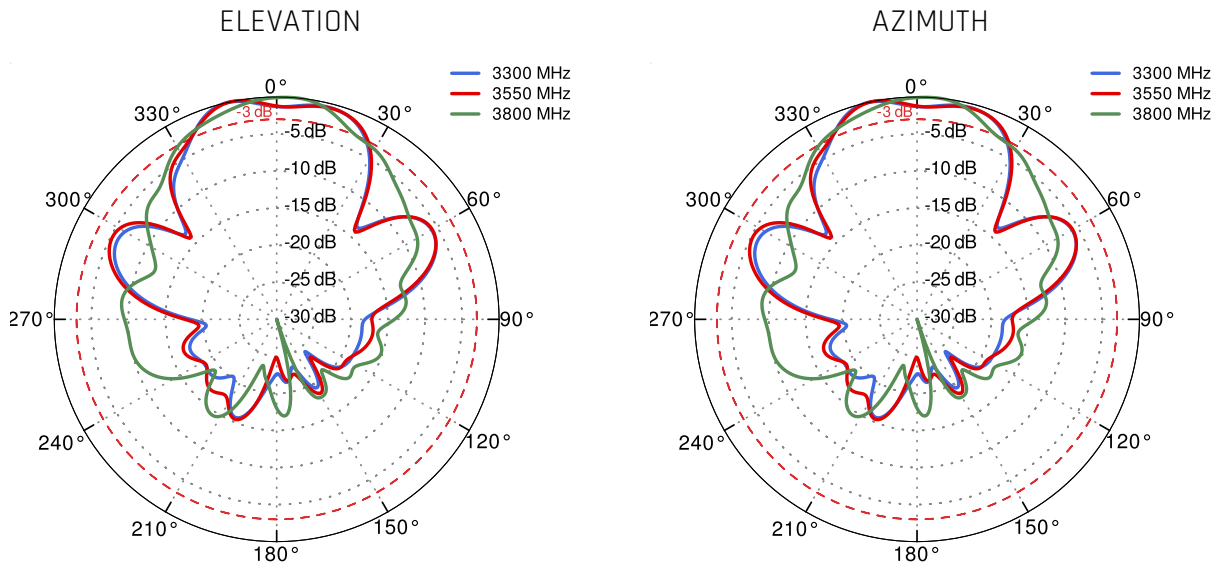 ELEVATION
3300 MHz
3550 MHz
3800 MHz
0°
30°
60°
90°
120°
150°
180°
210°
240°
270°
300°
330°
-3 dB
-5 dB
-10 dB
-15 dB
-20 dB
-25 dB
-30 dB
AZIMUTH
3300 MHz
3550 MHz
3800 MHz
0°
30°
60°
90°
120°
150°
180°
210°
240°
270°
300°
330°
-3 dB
-5 dB
-10 dB
-15 dB
-20 dB
-25 dB
-30 dB